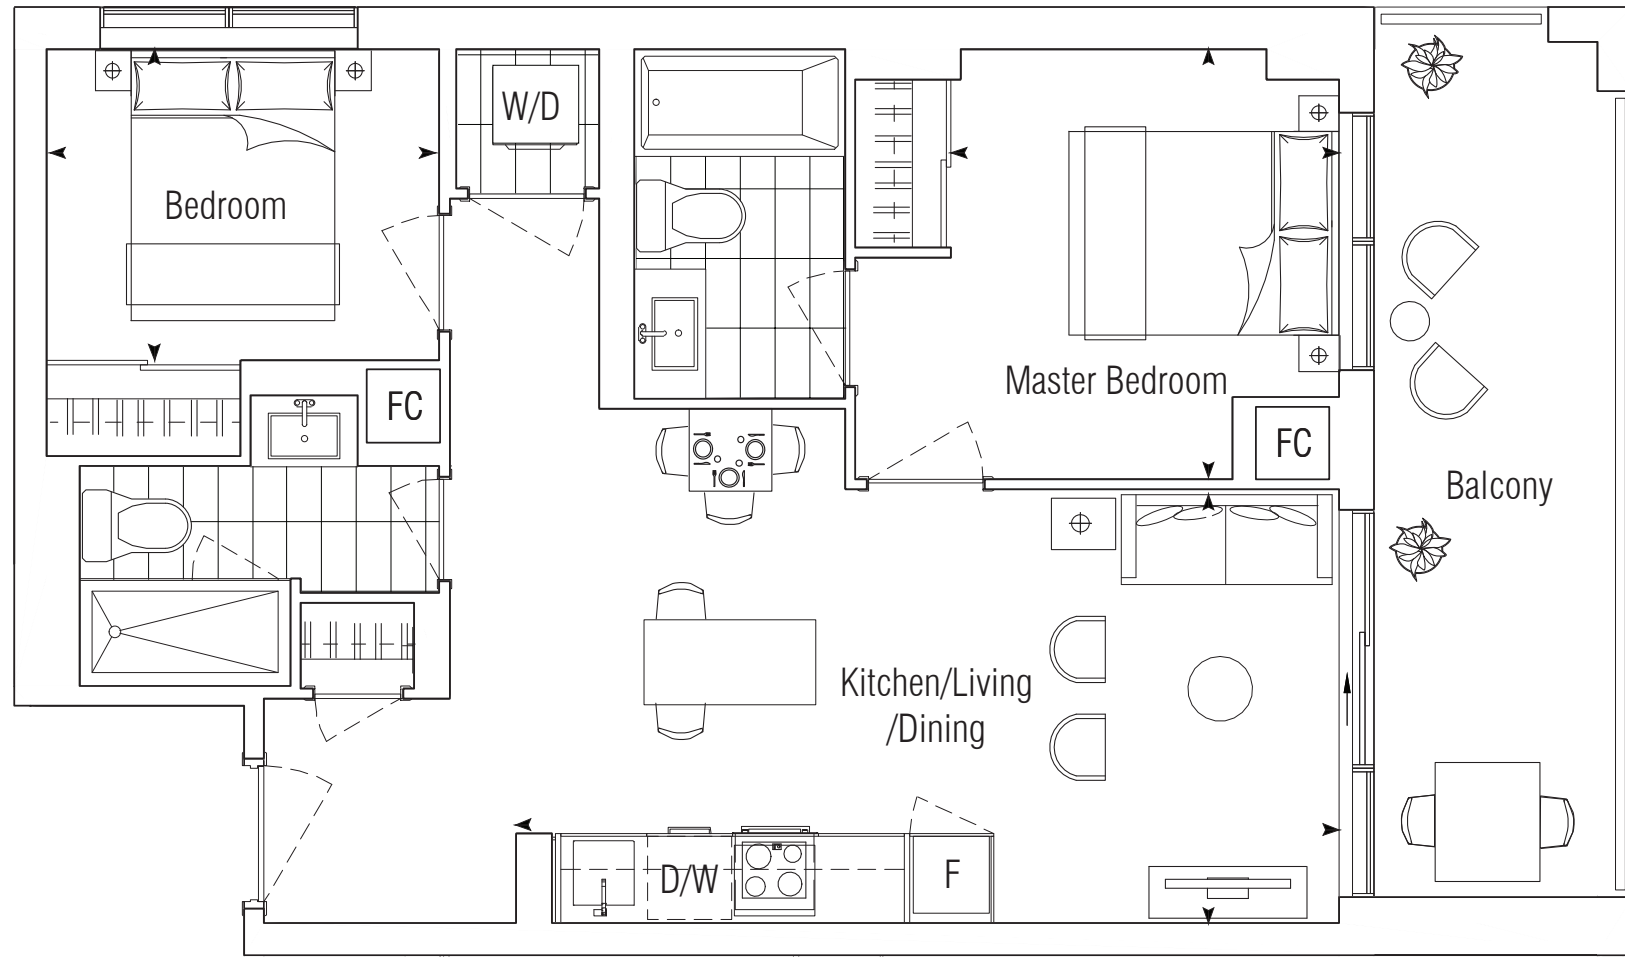 W/D
Bedroom
Master Bedroom
FC
FC
Balcony
Kitchen/Living
/Dining
D/W
F